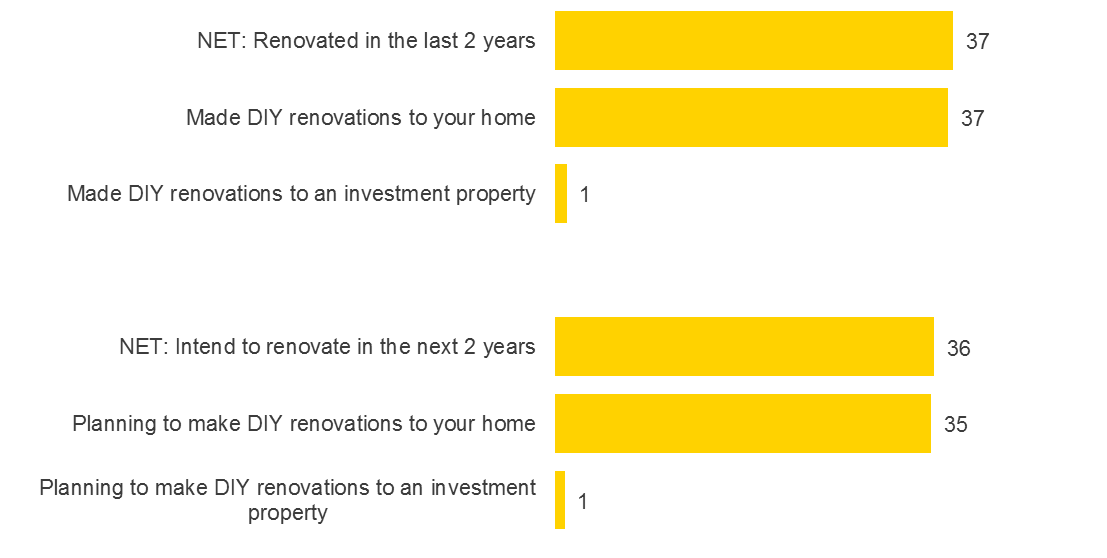 NET: Renovated in the last 2 years 37
Made DIY renovations to your home 37
Made DIY renovations to an investment property 1
NET: Intend to renovate in the next 2 years 36
Planning to make DIY renovations to your home 35
Planning to make DIY renovations to an investment
property 1